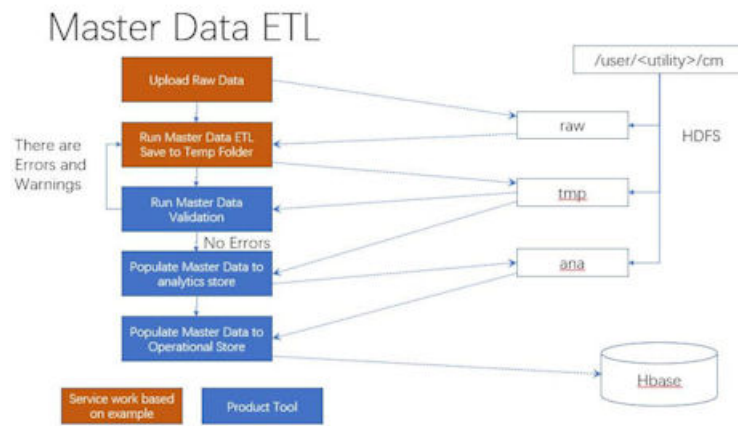 Master Data ETL
Upload Raw Data
/user/<utility>/cm
raw
HDFS
There are
Errors and
Warnings
Run Master Data ETL
Save to Temp Folder
tmp
Run Master Data
Validation
No Errors
Populate Master Data to
analytics store
ana
Populate Master Data to
Operational Store
Hbase
Service work based
on example
Product Tool